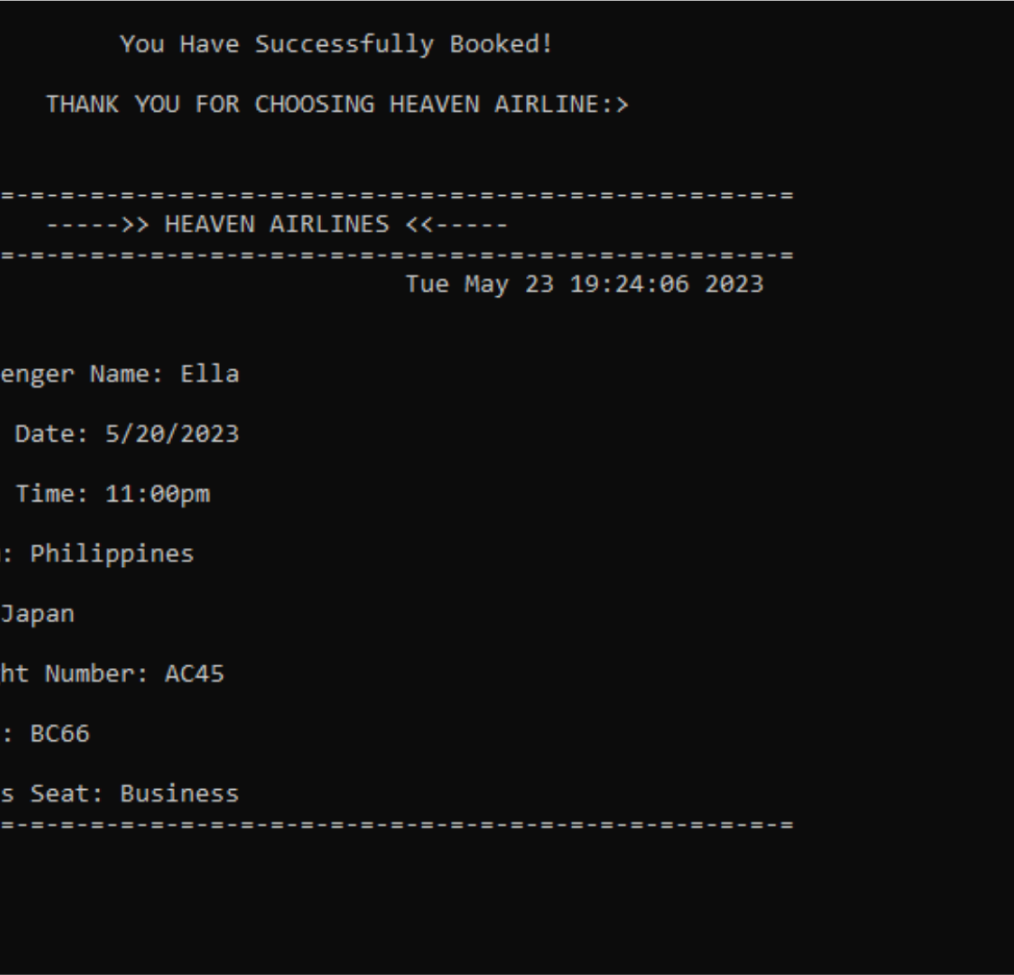 You Have Successfully Booked!
THANK YOU FOR CHOOSING HEAVEN AIRLINE:>
=-=-=-=-=-=-=-=-=-=-=-=-=-=-=-=-=-=-=-=-=-=-=-=-=-=-=
----->> HEAVEN AIRLINES <<-----
=-=-=-=-=-=-=-=-=-=-=-=-=-=-=-=-=-=-=-=-=-=-=-=-=-=-=
Tue May 23 19:24:06 2023
enger Name: Ella
Date: 5/20/2023
Time: 11:00pm
: Philippines
Japan
ht Number: AC45
: BC66
s Seat: Business
=-=-=-=-=-=-=-=-=-=-=-=-=-=-=-=-=-=-=-=-=-=-=-=-=-=-=